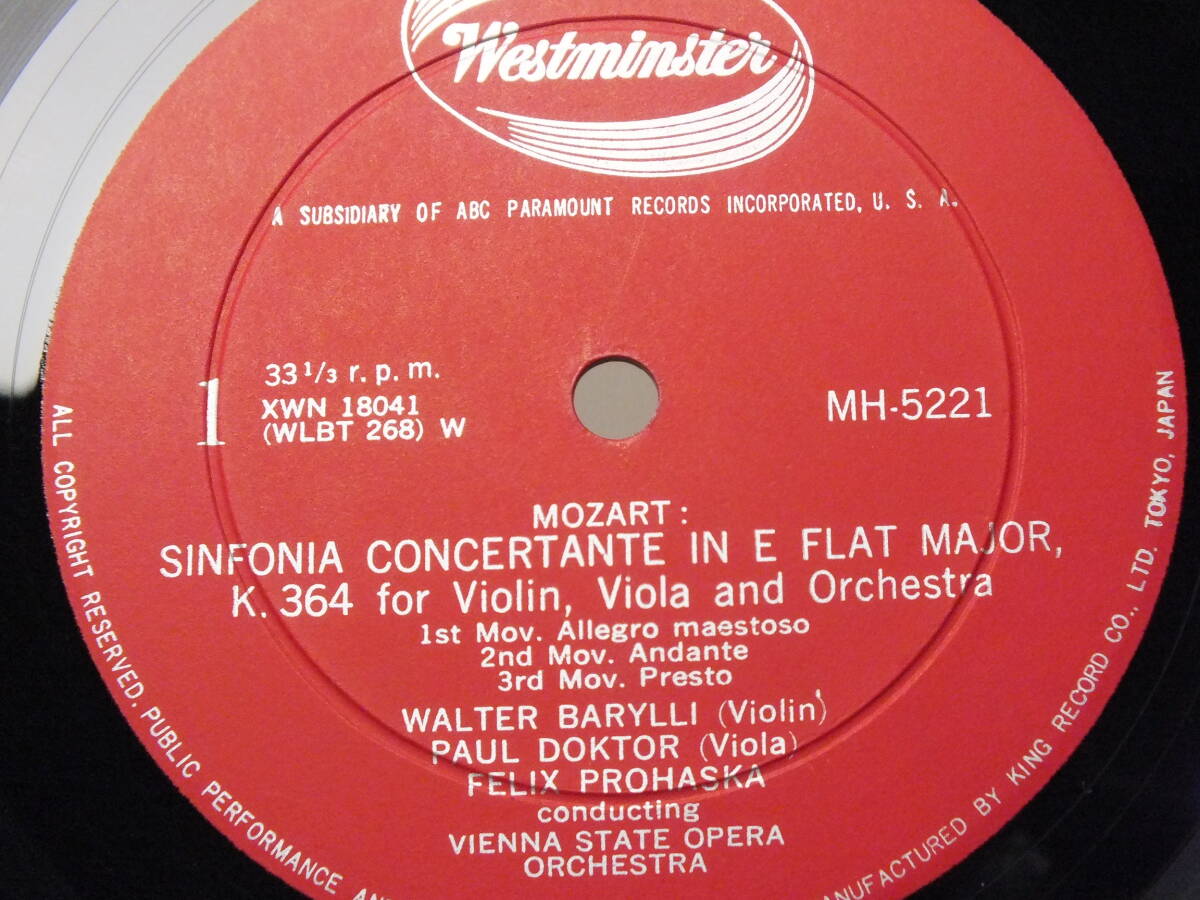 Westminster
A SUBSIDIARY OF ABC PARAMOUNT RECORDS INCORPORATED, U. S. A.
1
33 1/3 r. p. m.
XWN 18041
(WLBT 268) W
MH-5221
MOZART :
SINFONIA CONCERTANTE IN E FLAT MAJOR,
K. 364 for Violin, Viola and Orchestra
1st Mov. Allegro maestoso
2nd Mov. Andante
3rd Mov. Presto
WALTER BARYLLI (Violin)
PAUL DOKTOR (Viola)
FELIX PROHASKA
conducting
VIENNA STATE OPERA
ORCHESTRA
ALL COPYRIGHT RESERVED. PUBLIC PERFORMANCE
BY KING RECORD CO., LTD. TOKYO, JAPAN